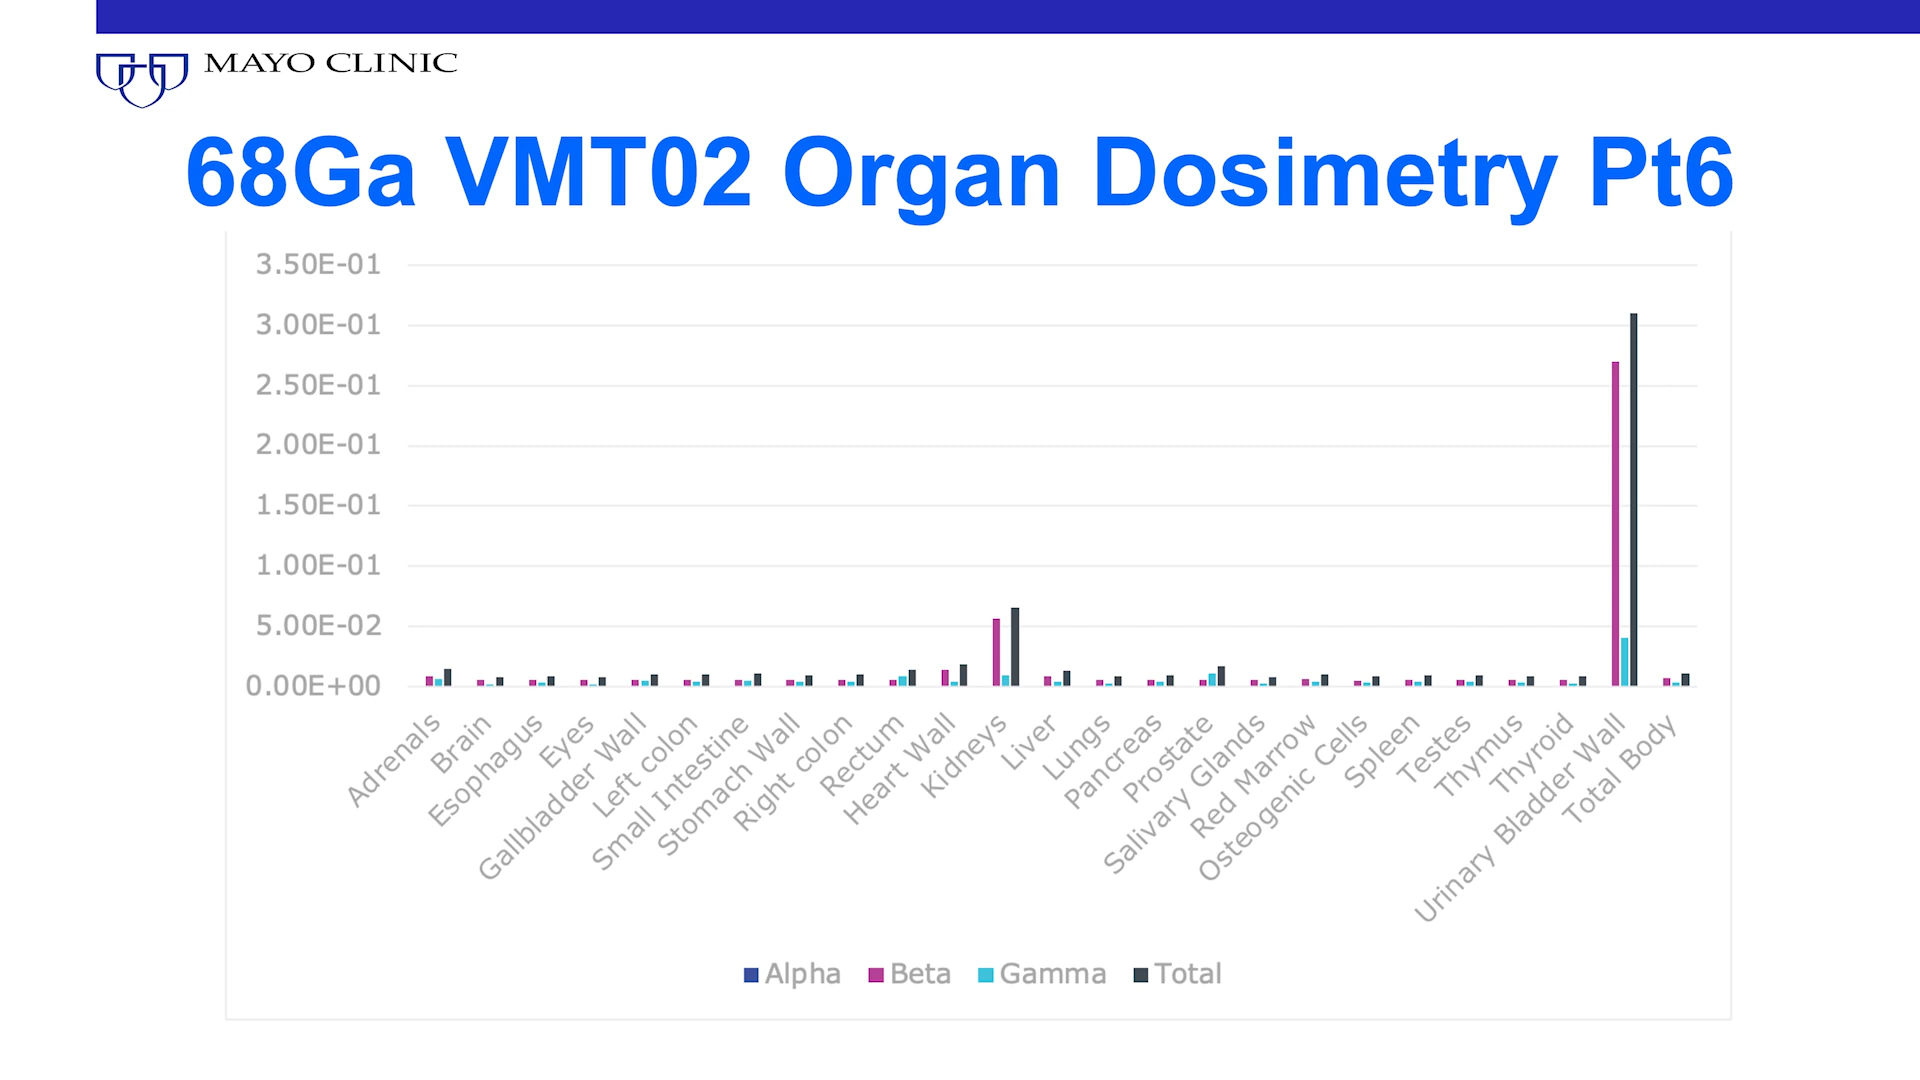 MAYO CLINIC
68Ga VMT02 Organ Dosimetry Pt6
3.50E-01
3.00E-01
2.50E-01
2.00E-01
1.50E-01
1.00E-01
5.00E-02
0.00E+00
Adrenals
Brain
Esophagus
Eyes
Gallbladder Wall
Left colon
Small Intestine
Stomach Wall
Right colon
Rectum
Heart Wall
Kidneys
Liver
Lungs
Pancreas
Prostate
Salivary Glands
Red Marrow
Osteogenic Cells
Spleen
Testes
Thymus
Thyroid
Urinary Bladder Wall
Total Body
Alpha Beta Gamma Total